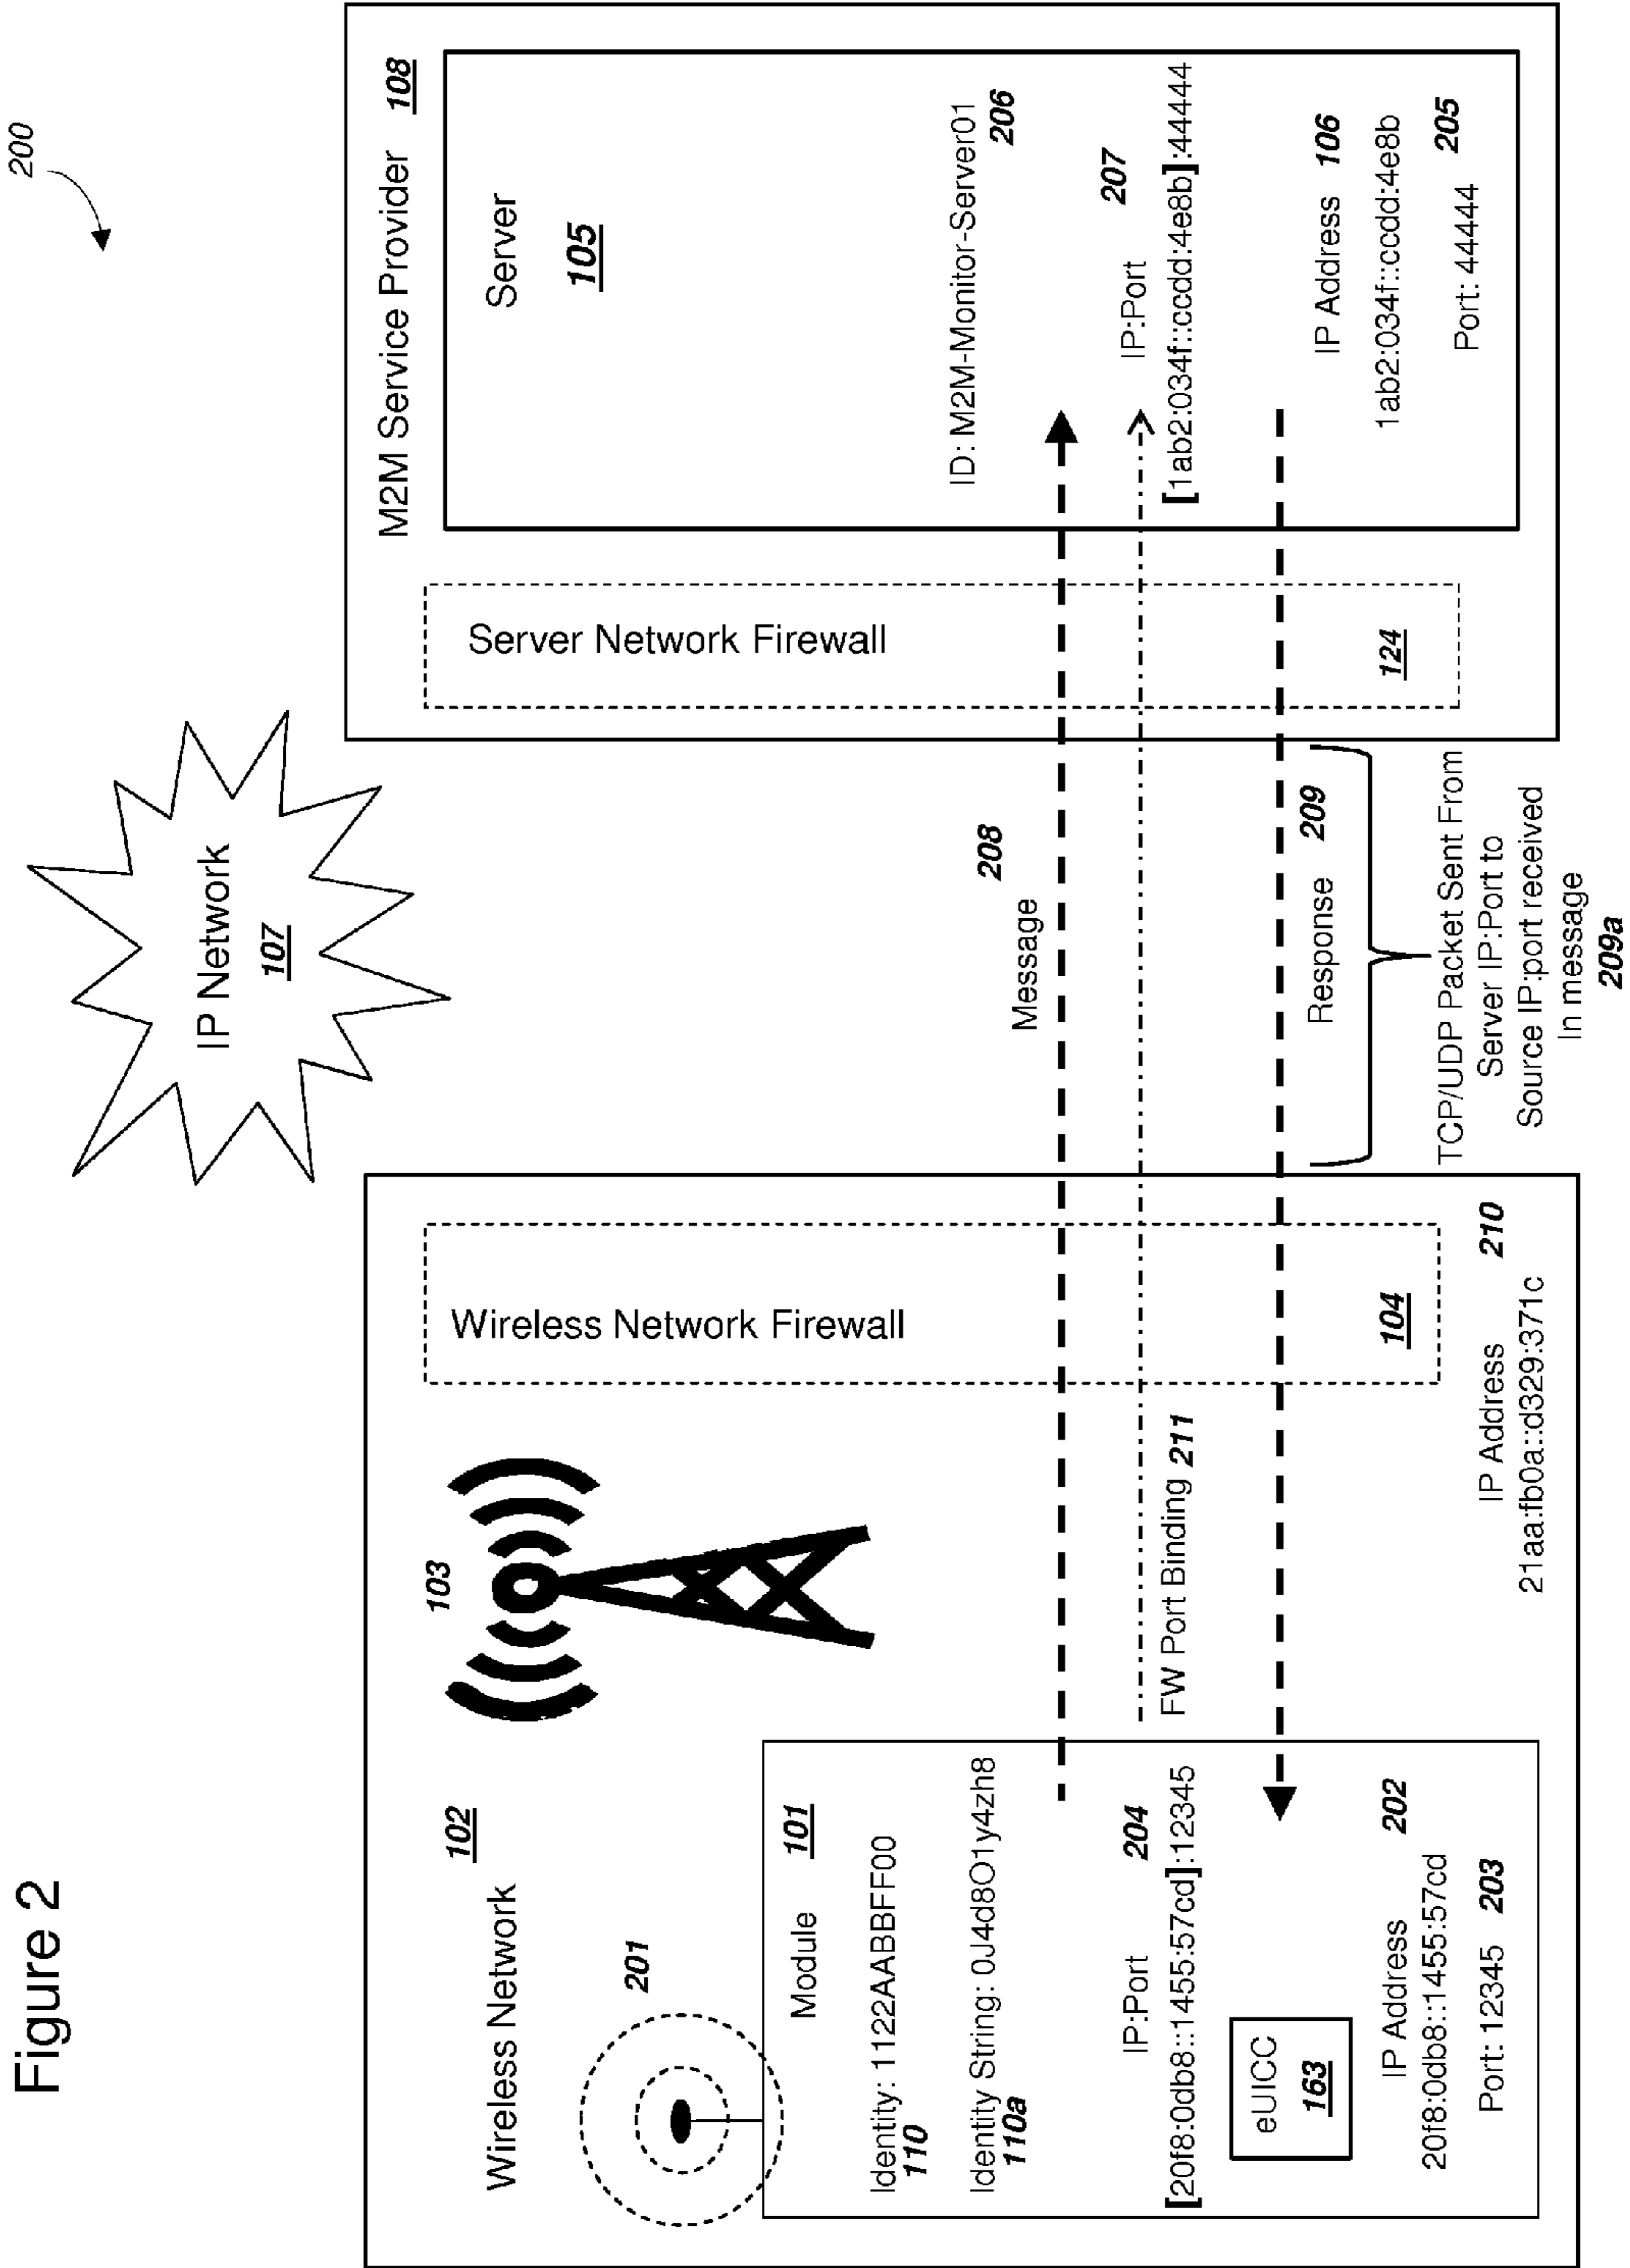 Figure 2
200
IP Network
107
Wireless Network
102
201
103
Module
101
Identity: 1122AABBFF00
110
Identity String: 0J4d8O1y4zh8
110a
IP:Port
204
[20f8:0db8::1455:57cd]:12345
eUICC
163
IP Address
202
20f8:0db8::1455:57cd
Port: 12345
203
Wireless Network Firewall
104
FW Port Binding 211
IP Address
210
21aa:fb0a::d329:371c
Message
208
Response
209
TCP/UDP Packet Sent From
Server IP:Port to
Source IP:port received
In message
209a
M2M Service Provider
108
Server Network Firewall
124
Server
105
ID: M2M-Monitor-Server01
206
IP:Port
207
[1ab2:034f::ccdd:4e8b]:44444
IP Address
106
1ab2:034f::ccdd:4e8b
Port: 44444
205